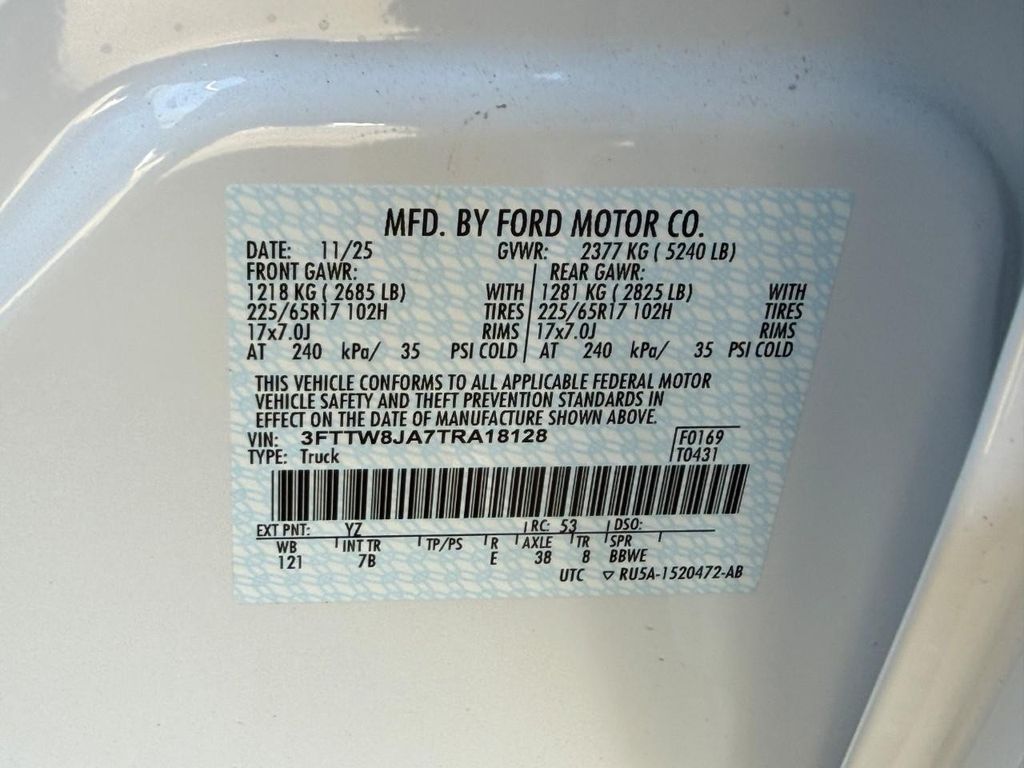 MFD. BY FORD MOTOR CO.
DATE: 11/25 GVWR: 2377 KG ( 5240 LB)
FRONT GAWR: REAR GAWR:
1218 KG ( 2685 LB) WITH 1281 KG ( 2825 LB) WITH
225/65R17 102H TIRES 225/65R17 102H TIRES
17x7.0J RIMS 17x7.0J RIMS
AT 240 kPa/ 35 PSI COLD AT 240 kPa/ 35 PSI COLD
THIS VEHICLE CONFORMS TO ALL APPLICABLE FEDERAL MOTOR
VEHICLE SAFETY AND THEFT PREVENTION STANDARDS IN
EFFECT ON THE DATE OF MANUFACTURE SHOWN ABOVE.
VIN: 3FTTW8JA7TRA18128 F0169
TYPE: Truck T0431
EXT PNT: YZ RC: 53 DSO:
WB INT TR TP/PS R AXLE TR SPR
121 7B E 38 8 BBWE
UTC ▽ RU5A-1520472-AB